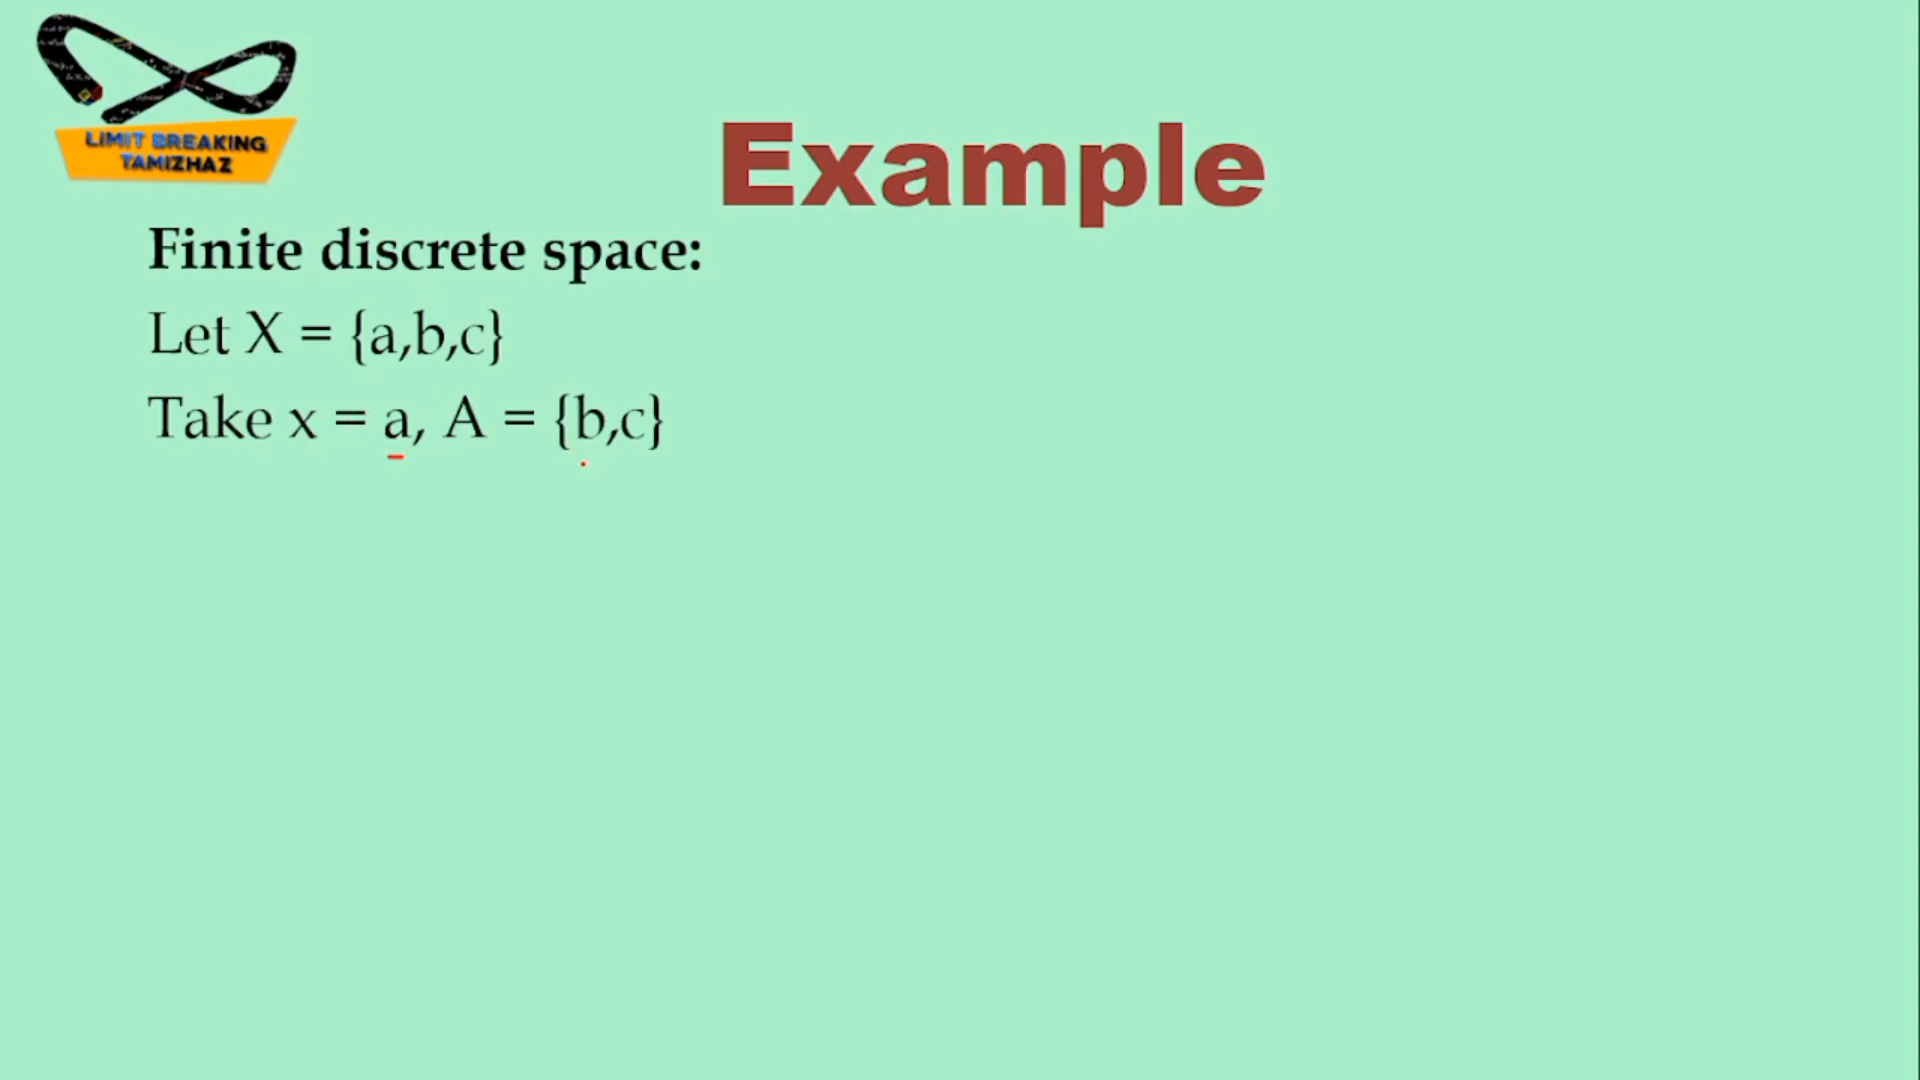 LIMIT BREAKING
TAMIZHAZ
Example
Finite discrete space:
Let X = {a,b,c}
Take x = a, A = {b,c}